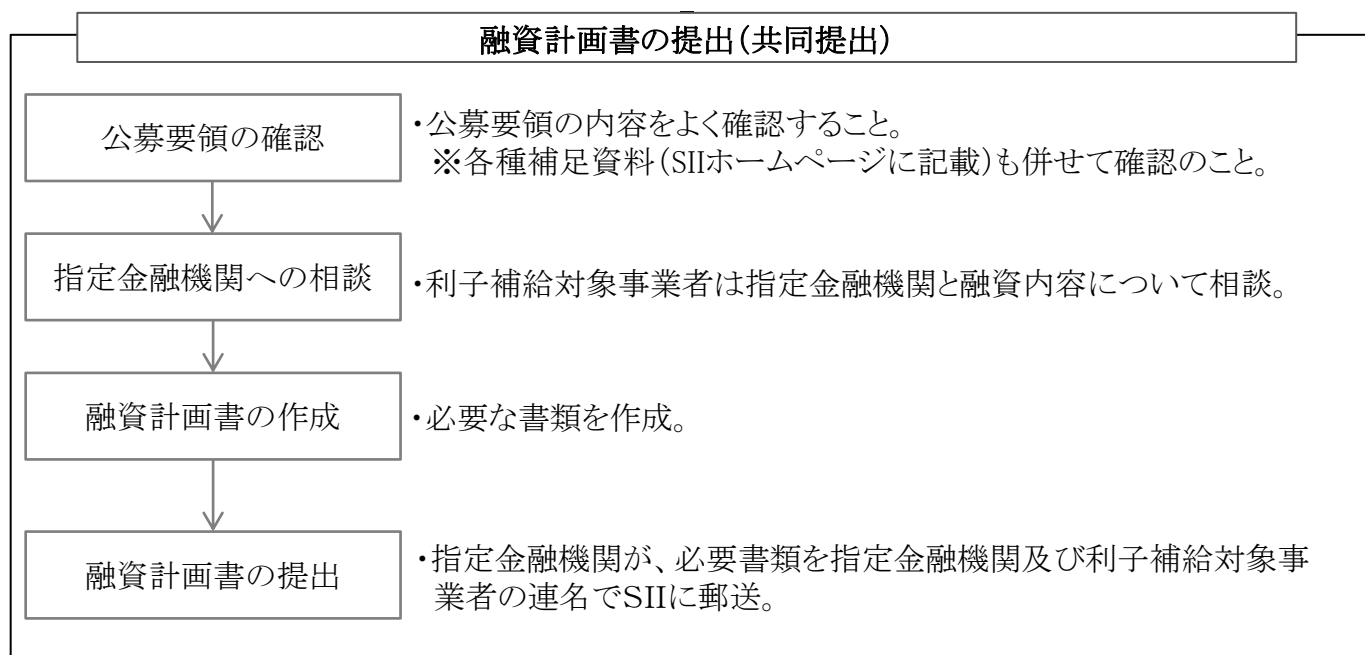 融資計画書の提出(共同提出)
公募要領の確認
・公募要領の内容をよく確認すること。
※各種補足資料(SIIホームページに記載)も併せて確認のこと。
指定金融機関への相談
・利子補給対象事業者は指定金融機関と融資内容について相談。
融資計画書の作成
・必要な書類を作成。
融資計画書の提出
・指定金融機関が、必要書類を指定金融機関及び利子補給対象事
業者の連名でSIIに郵送。